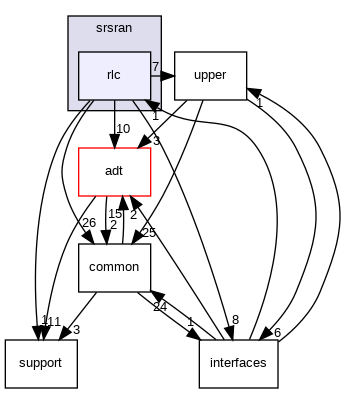 srsran
rlc
7
upper
1
1
10
3
adt
26
15
2
2
25
common
1
11
3
24
1
8
6
support
interfaces